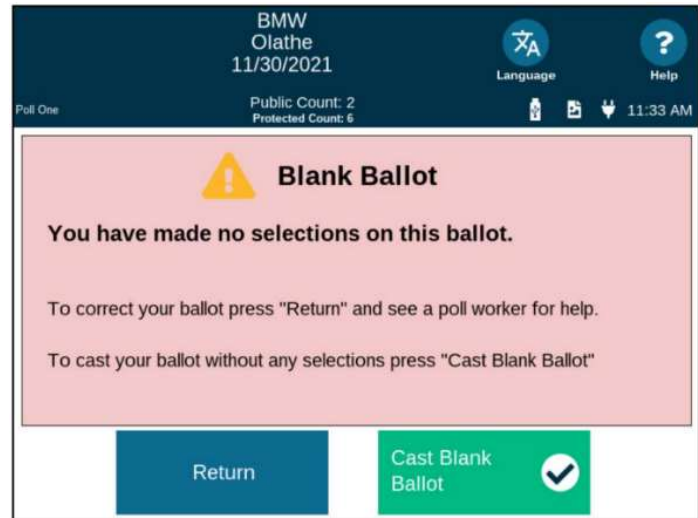 BMW
Olathe
11/30/2021
文A
Language
?
Help
Poll One
Public Count: 2
Protected Count: 6
11:33 AM
Blank Ballot
You have made no selections on this ballot.
To correct your ballot press "Return" and see a poll worker for help.
To cast your ballot without any selections press "Cast Blank Ballot"
Return
Cast Blank
Ballot